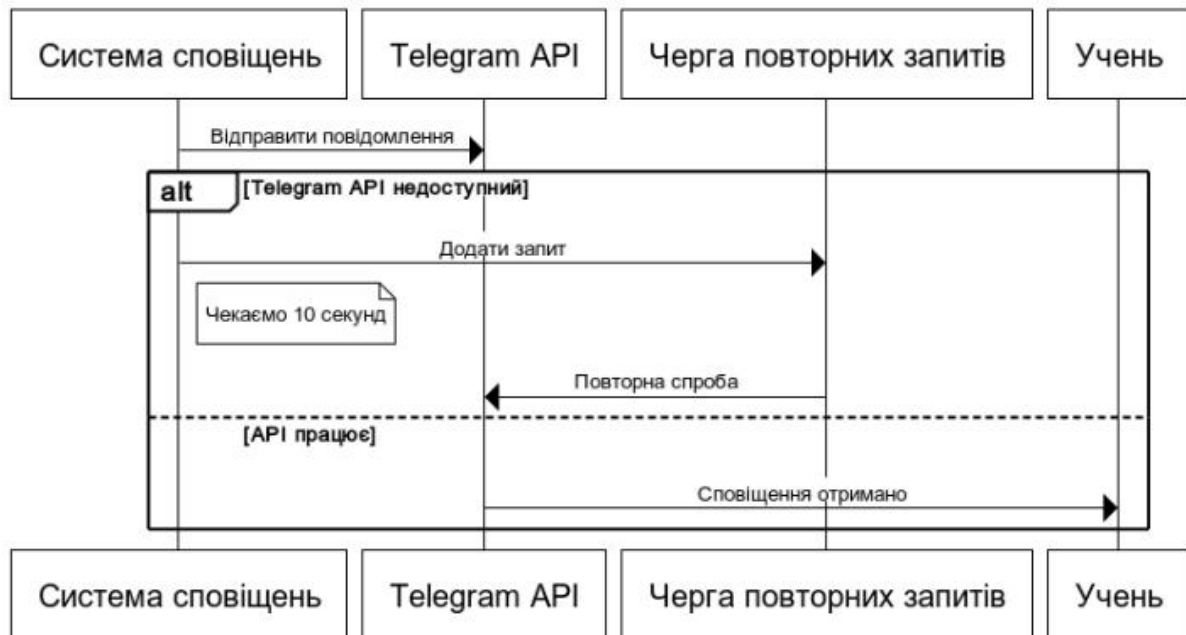 Система сповіщень
Telegram API
Черга повторних запитів
Учень
Відправити повідомлення
alt
[Telegram API недоступний]
Додати запит
Чекаємо 10 секунд
Повторна спроба
[API працює]
Сповіщення отримано
Система сповіщень
Telegram API
Черга повторних запитів
Учень